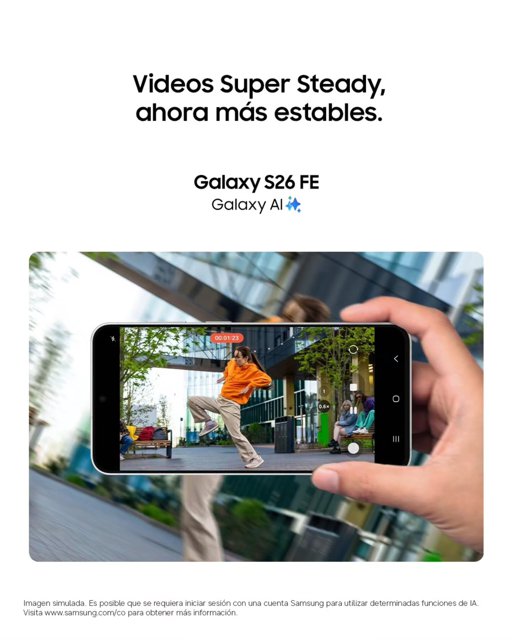 Videos Super Steady,
ahora más estables.
Galaxy S26 FE
Galaxy AI
00:01:23
0.6×
Imagen simulada. Es posible que se requiera iniciar sesión con una cuenta Samsung para utilizar determinadas funciones de IA.
Visita www.samsung.com/co para obtener más información.